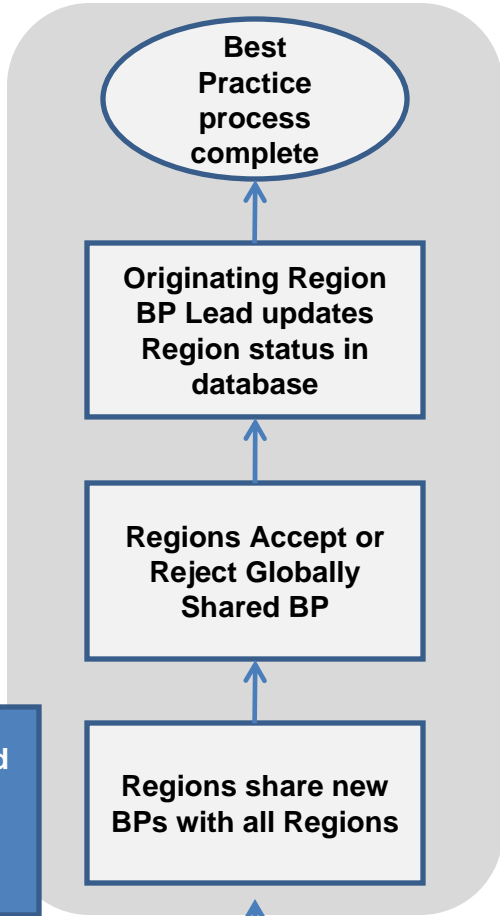 Best
Practice
process
complete
Originating Region
BP Lead updates
Region status in
database
Regions Accept or
Reject Globally
Shared BP
Regions share new
BPs with all Regions